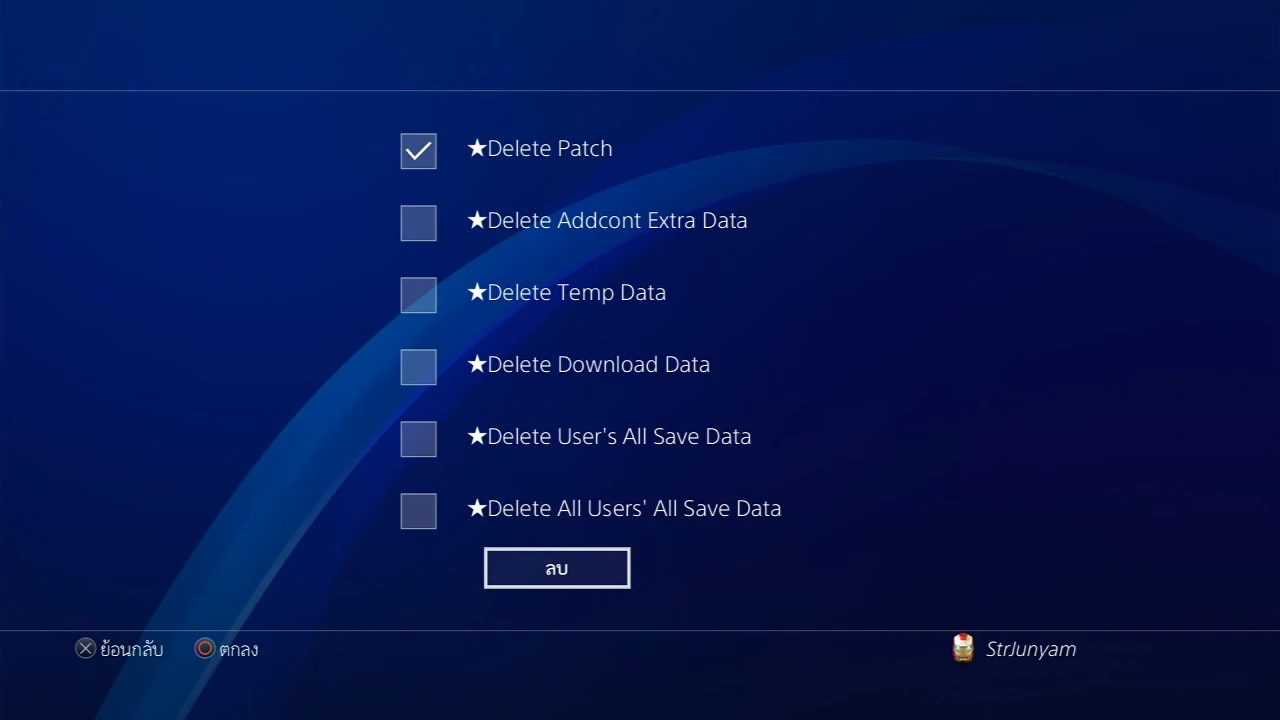 ★Delete Patch
★Delete Addcont Extra Data
★Delete Temp Data
★Delete Download Data
★Delete User's All Save Data
★Delete All Users' All Save Data
ลบ
ย้อนกลับ ตกลง StrJunyam